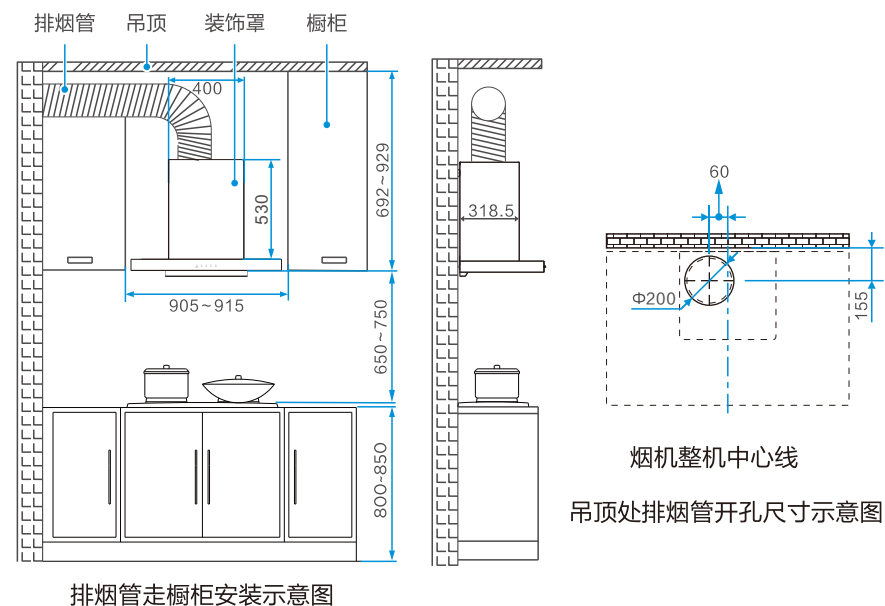 排烟管 吊顶 装饰罩 橱柜
400
530
692~929
905~915
650~750
800~850
排烟管走橱柜安装示意图
318.5
60
Φ200
155
烟机整机中心线
吊顶处排烟管开孔尺寸示意图